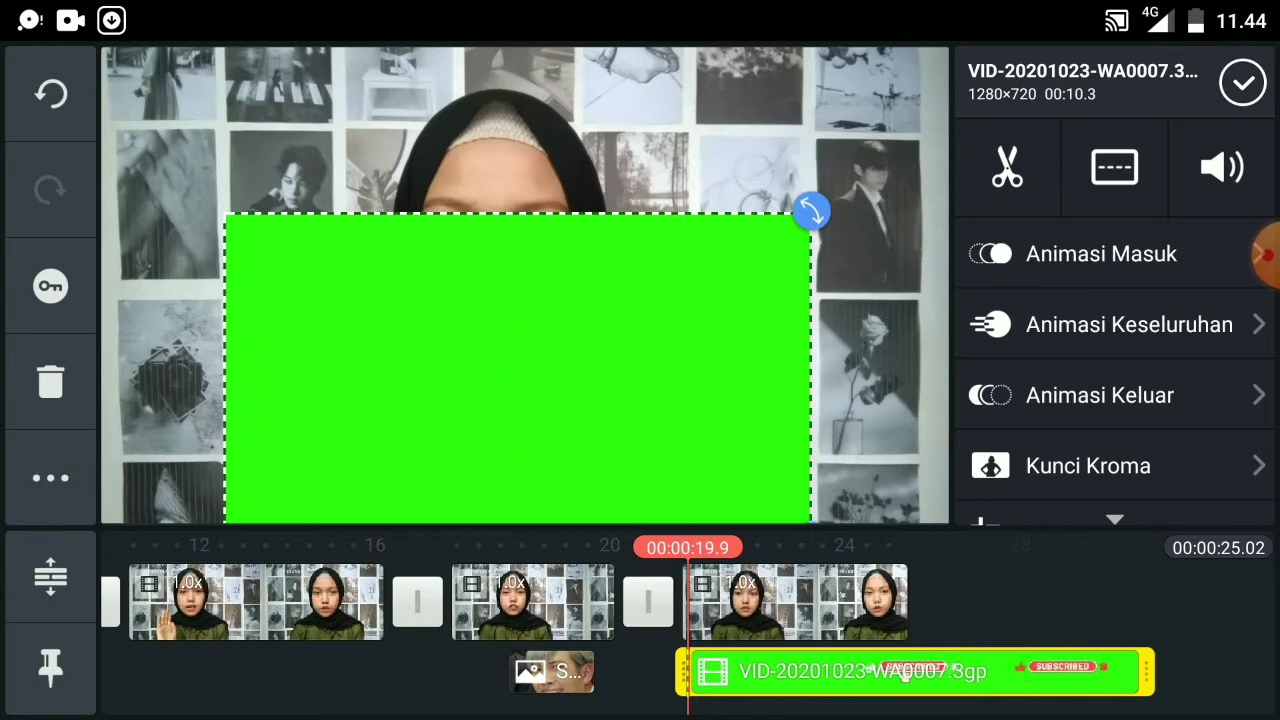 4G
11.44
VID-20201023-WA0007.3...
1280×720 00:10.3
Animasi Masuk
Animasi Keseluruhan
Animasi Keluar
Kunci Kroma
12
16
20
00:00:19.9
24
28
00:00:25.02
1.0x
1.0x
1.0x
S...
VID-20201023-WA0007.3gp
SUBSCRIBED